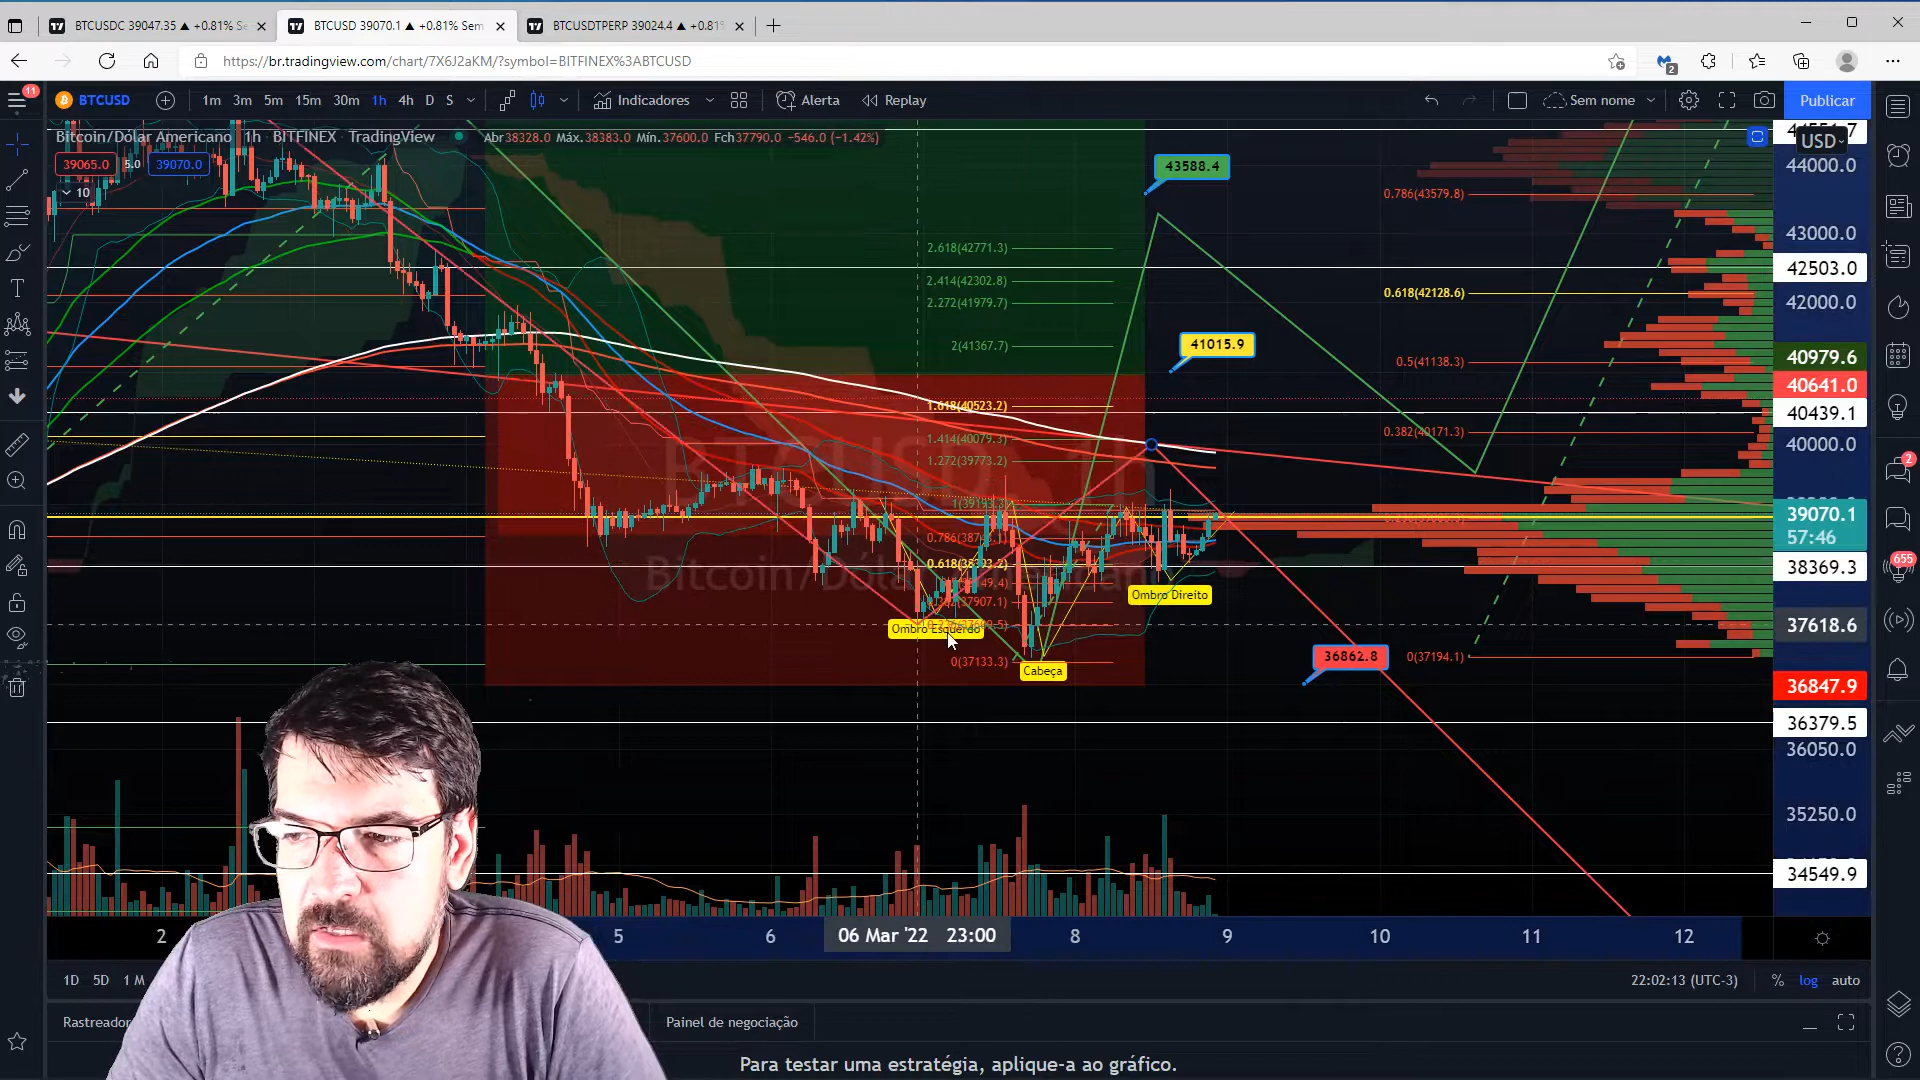 BTCUSDC 39047.35 ▲ +0.81% Se
BTCUSD 39070.1 ▲ +0.81% Sem
BTCUSDTPERP 39024.4 ▲ +0.81%
https://br.tradingview.com/chart/7X6J2aKM/?symbol=BITFINEX%3ABTCUSD
2
11
BTCUSD
1m 3m 5m 15m 30m 1h 4h D S
Indicadores
Alerta
Replay
Sem nome
Publicar
Bitcoin/Dólar Americano 1h BITFINEX TradingView
Abr38328.0 Máx.38383.0 Mín.37600.0 Fch37790.0 −546.0 (−1.42%)
39065.0 5.0 39070.0
10
USD
44000.0
43000.0
42503.0
42000.0
40979.6
40641.0
40439.1
40000.0
39070.1
57:46
38369.3
37618.6
36847.9
36379.5
36050.0
35250.0
34549.9
43588.4
41015.9
36862.8
2.618(42771.3)
2.414(42302.8)
2.272(41979.7)
2(41367.7)
1.618(40523.2)
1.414(40079.3)
1.272(39773.2)
0(37133.3)
0.786(43579.8)
0.618(42128.6)
0.5(41138.3)
0.382(40171.3)
0(37194.1)
BTCUSD, 1h
Ombro Esquerdo
Cabeça
Ombro Direito
2
5
6
06 Mar '22 23:00
8
9
10
11
12
1D 5D 1 M
22:02:13 (UTC-3)
% log auto
Rastreador
Painel de negociação
Para testar uma estratégia, aplique-a ao gráfico.
2
655